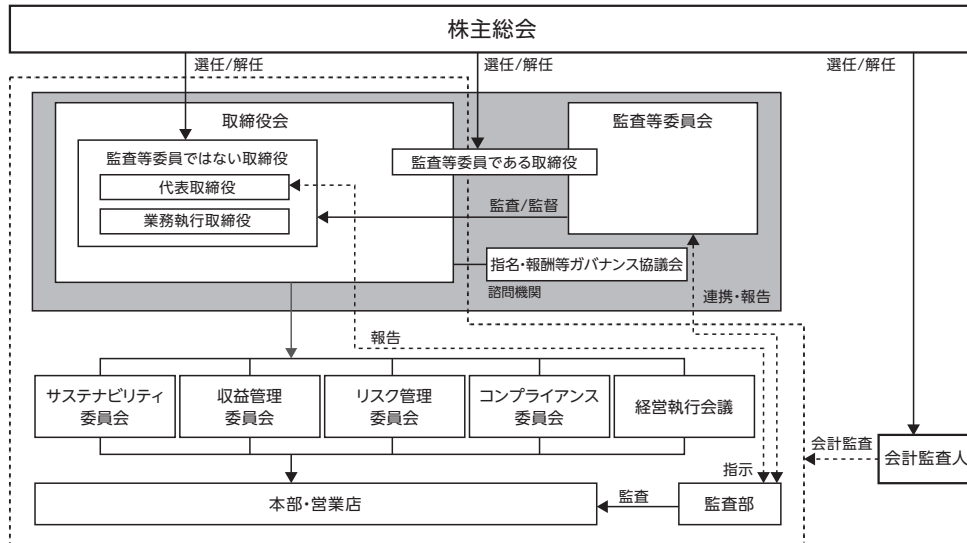 株主総会
選任/解任
選任/解任
選任/解任
取締役会
監査等委員会
監査等委員ではない取締役
監査等委員である取締役
代表取締役
業務執行取締役
監査/監督
指名・報酬等ガバナンス協議会
諮問機関
連携・報告
報告
サステナビリティ
委員会
収益管理
委員会
リスク管理
委員会
コンプライアンス
委員会
経営執行会議
会計監査
会計監査人
指示
本部・営業店
監査
監査部